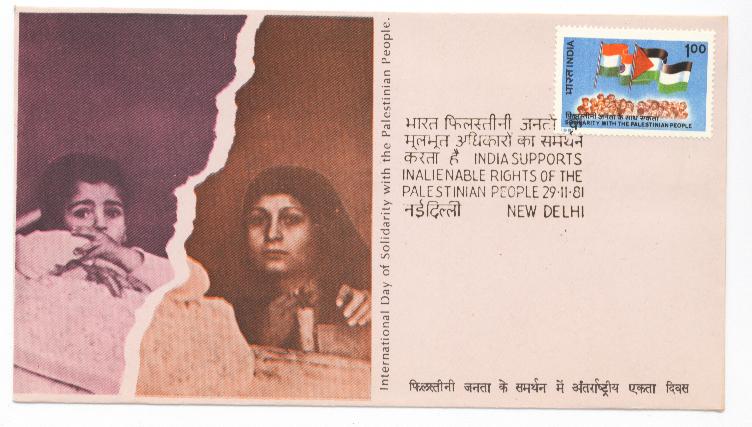 International Day of Solidarity with the Palestinian People.
भारत INDIA
1.00
फिलिस्तीनी जनता के साथ एकता
SOLIDARITY WITH THE PALESTINIAN PEOPLE
भारत फिलस्तीनी जनता के
मूलभूत अधिकारों का समर्थन
करता है INDIA SUPPORTS
INALIENABLE RIGHTS OF THE
PALESTINIAN PEOPLE 29·11·81
नई दिल्ली NEW DELHI
फिलस्तीनी जनता के समर्थन में अंतर्राष्ट्रीय एकता दिवस